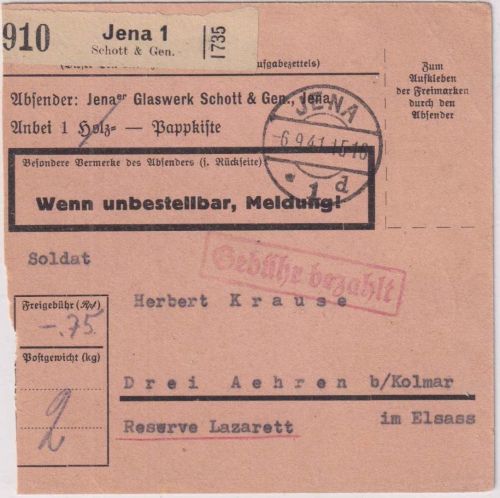 910 Jena 1
Schott & Gen.
1735
Zum
Aufkleben
der Freimarken
durch den
Absender
Absender: Jenaer Glaswerk Schott & Gen., Jena
Anbei 1 Holz- — Pappkiste
JENA
-6.9.41.15-16
* 1 d
Besondere Vermerke des Absenders (s. Rückseite):
Wenn unbestellbar, Meldung!
Soldat
Gebühr bezahlt
Herbert Krause
Freigebühr (RM)
-.75
Postgewicht (kg)
2
Drei Aehren b/Kolmar
im Elsass
Reserve Lazarett